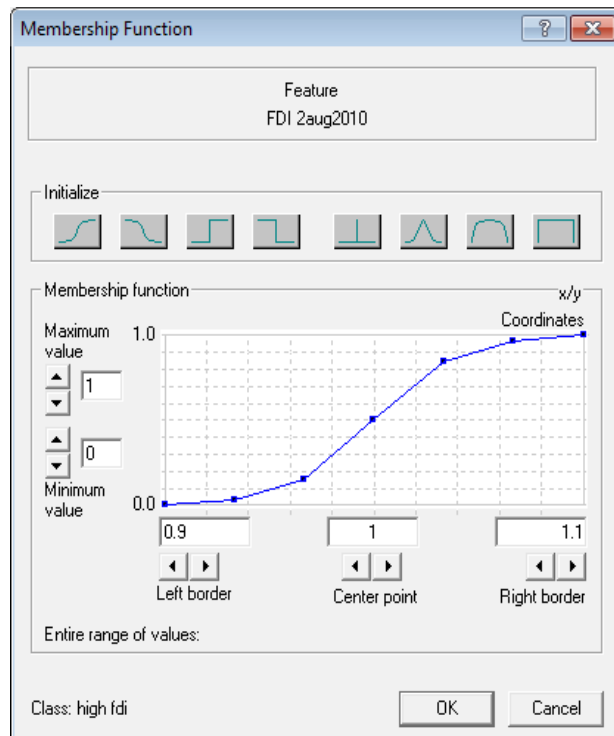 Membership Function
?
Feature
FDI 2aug2010
Initialize
Membership function
x/y
Coordinates
Maximum
value
1.0
1
0
Minimum
value
0.0
0.9
1
1.1
Left border
Center point
Right border
Entire range of values:
Class: high fdi
OK
Cancel